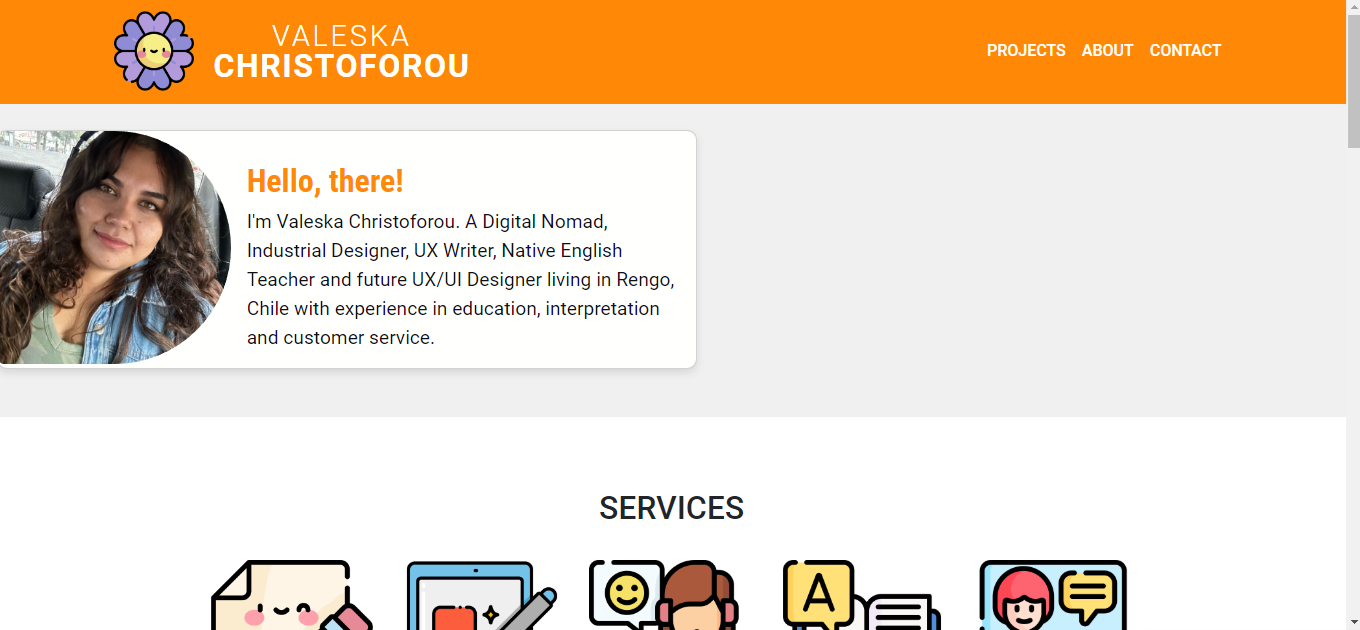 VALESKA
CHRISTOFOROU
PROJECTS ABOUT CONTACT
Hello, there!
I'm Valeska Christoforou. A Digital Nomad,
Industrial Designer, UX Writer, Native English
Teacher and future UX/UI Designer living in Rengo,
Chile with experience in education, interpretation
and customer service.
SERVICES
A